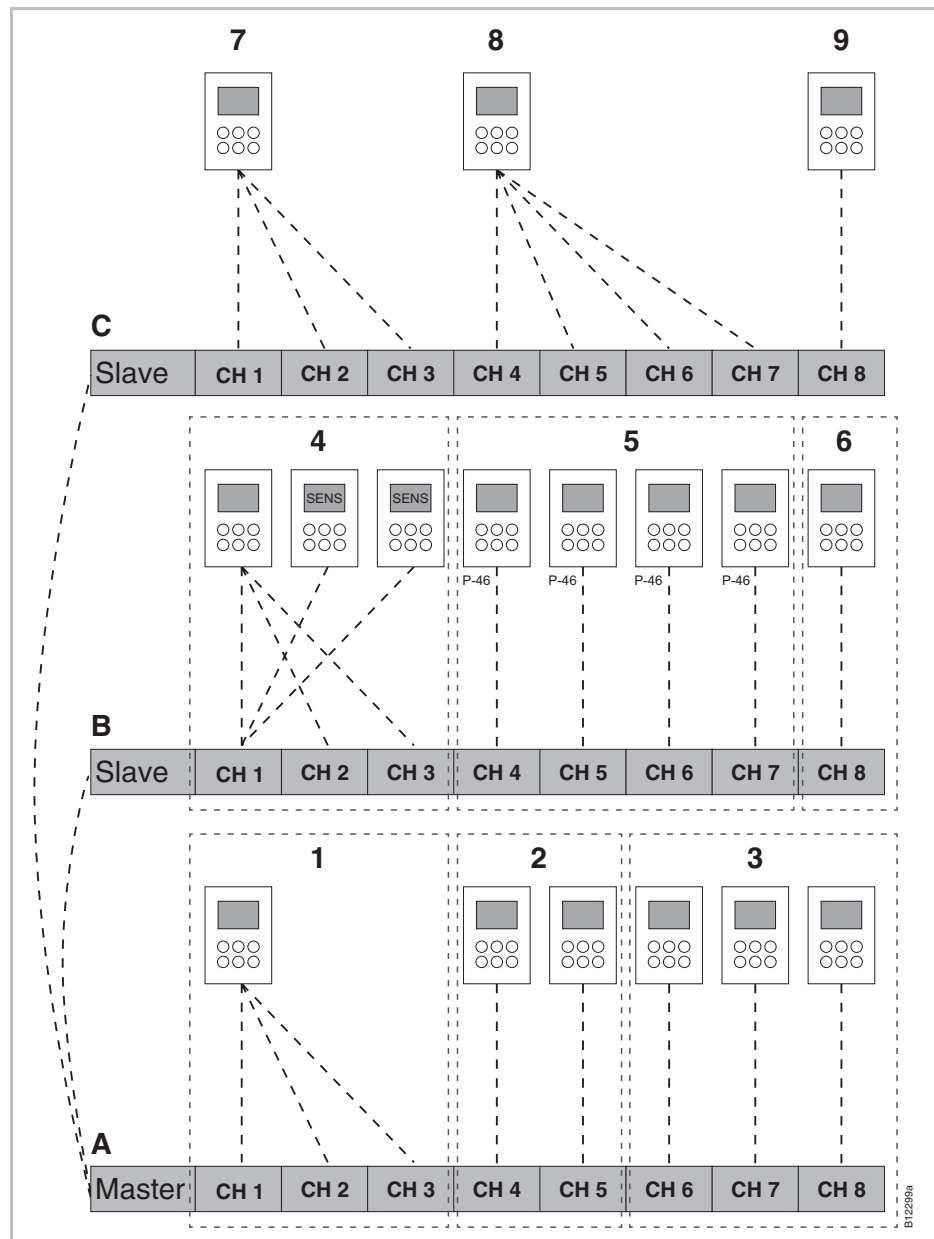 7 8 9
C
Slave CH 1 CH 2 CH 3 CH 4 CH 5 CH 6 CH 7 CH 8
4 5 6
SENS SENS
P-46 P-46 P-46 P-46
B
Slave CH 1 CH 2 CH 3 CH 4 CH 5 CH 6 CH 7 CH 8
1 2 3
A
Master CH 1 CH 2 CH 3 CH 4 CH 5 CH 6 CH 7 CH 8
B12299a